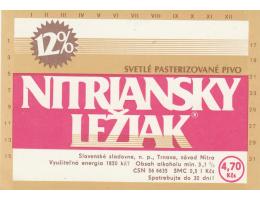 I II III IV V VI VII VIII IX X XI XII
12%
SVETLÉ PASTERIZOVANÉ PIVO
NITRIANSKY
LEŽIAK
Slovenské sladovne, n. p., Trnava, závod Nitra
Využiteľná energia 1820 kJ/l Obsah alkoholu min. 3,1 %
ČSN 56 6635 SMC 2,5 l Kčs
Spotrebujte do 30 dní!
4,70
Kčs